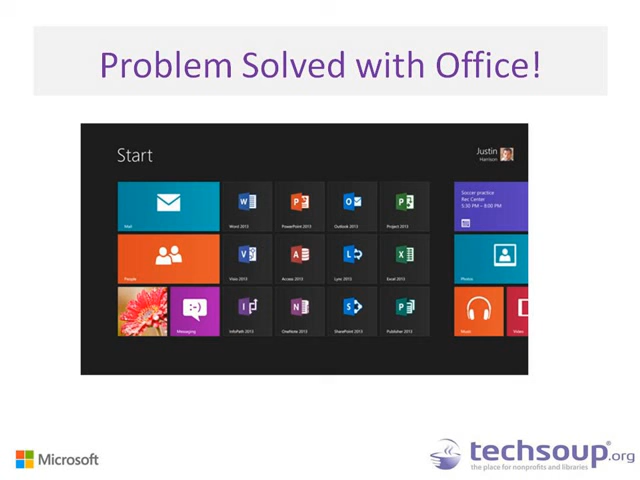 Problem Solved with Office!
Start
Justin
Harrison
Mail
Word 2013
PowerPoint 2013
Outlook 2013
Project 2013
Soccer practice
Rec Center
5:30 PM – 8:00 PM
People
Visio 2013
Access 2013
Lync 2013
Excel 2013
Photos
Messaging
InfoPath 2013
OneNote 2013
SharePoint 2013
Publisher 2013
Music
Video
Microsoft
techsoup®.org
the place for nonprofits and libraries